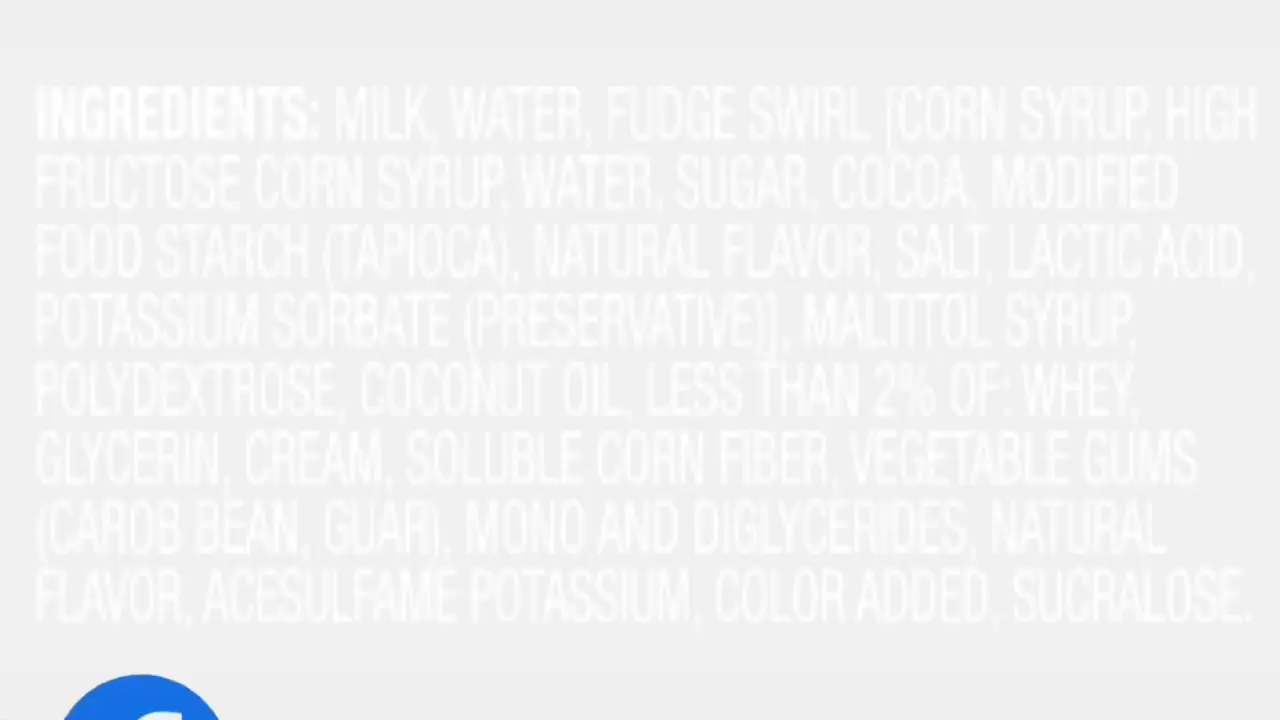 INGREDIENTS: MILK, WATER, FUDGE SWIRL [CORN SYRUP, HIGH
FRUCTOSE CORN SYRUP, WATER, SUGAR, COCOA, MODIFIED
FOOD STARCH (TAPIOCA), NATURAL FLAVOR, SALT, LACTIC ACID,
POTASSIUM SORBATE (PRESERVATIVE)], MALTITOL SYRUP,
POLYDEXTROSE, COCONUT OIL, LESS THAN 2% OF: WHEY,
GLYCERIN, CREAM, SOLUBLE CORN FIBER, VEGETABLE GUMS
(CAROB BEAN, GUAR), MONO AND DIGLYCERIDES, NATURAL
FLAVOR, ACESULFAME POTASSIUM, COLOR ADDED, SUCRALOSE.